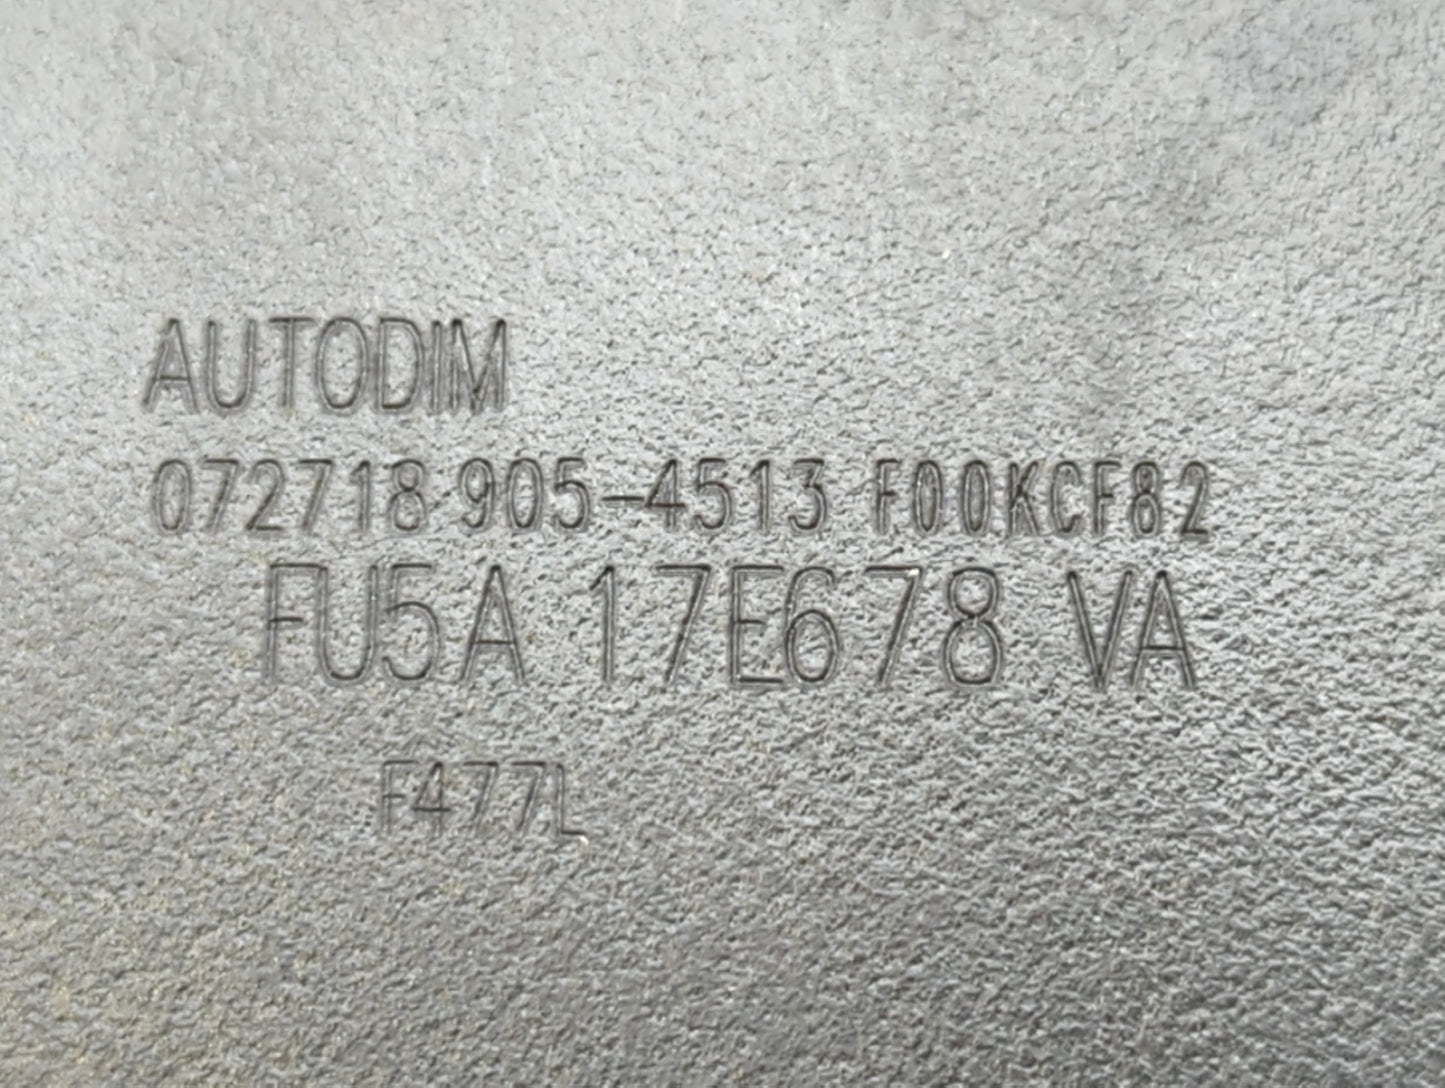 AUTODIM
072718 905-4513 F00KCF82
FU5A 17E678 VA
F477L